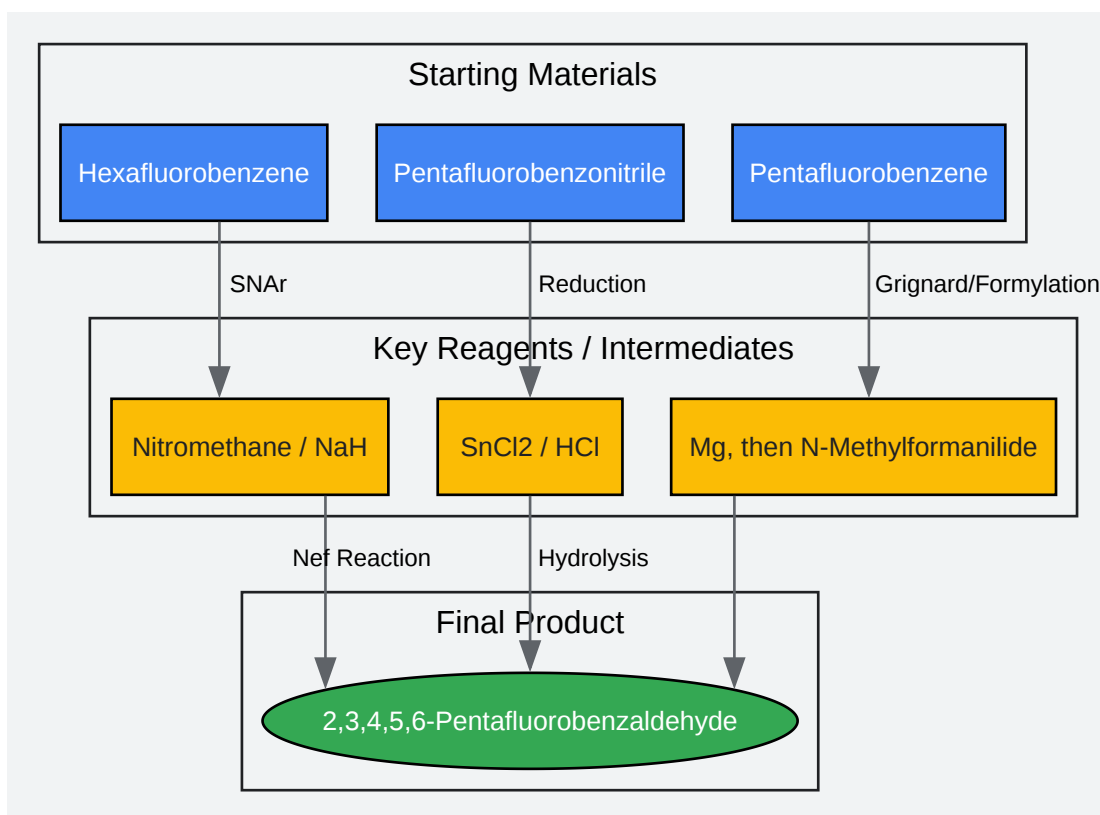 Starting Materials
Hexafluorobenzene
Pentafluorobenzonitrile
Pentafluorobenzene
SNAr
Reduction
Grignard/Formylation
Key Reagents / Intermediates
Nitromethane / NaH
SnCl2 / HCl
Mg, then N-Methylformanilide
Nef Reaction
Hydrolysis
Final Product
2,3,4,5,6-Pentafluorobenzaldehyde